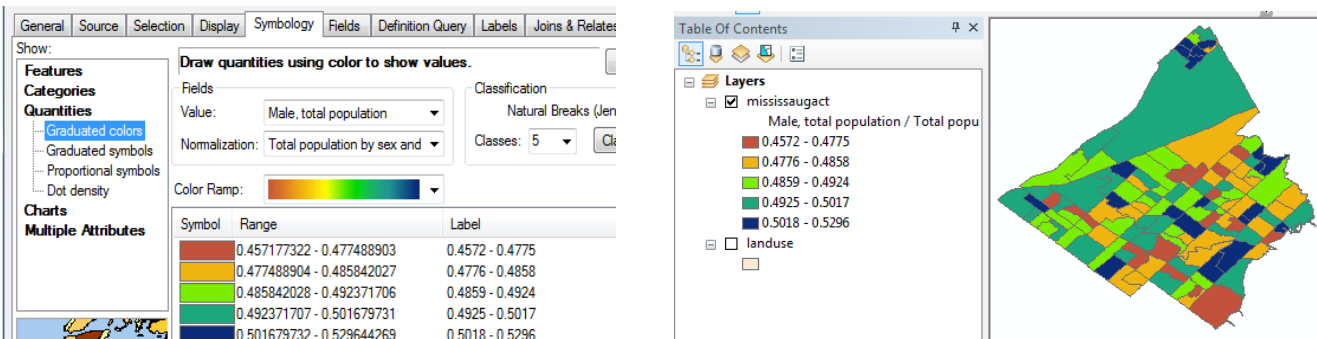 General Source Selection Display Symbology Fields Definition Query Labels Joins & Relates
Show:
Features
Categories
Quantities
Graduated colors
Graduated symbols
Proportional symbols
Dot density
Charts
Multiple Attributes
Draw quantities using color to show values.
Fields
Value: Male, total population
Normalization: Total population by sex and
Classification
Natural Breaks (Jen
Classes: 5 Cla
Color Ramp:
Symbol Range Label
0.457177322 - 0.477488903 0.4572 - 0.4775
0.477488904 - 0.485842027 0.4776 - 0.4858
0.485842028 - 0.492371706 0.4859 - 0.4924
0.492371707 - 0.501679731 0.4925 - 0.5017
0.501679732 - 0.529644269 0.5018 - 0.5296
Table Of Contents
Layers
mississaugact
Male, total population / Total popu
0.4572 - 0.4775
0.4776 - 0.4858
0.4859 - 0.4924
0.4925 - 0.5017
0.5018 - 0.5296
landuse